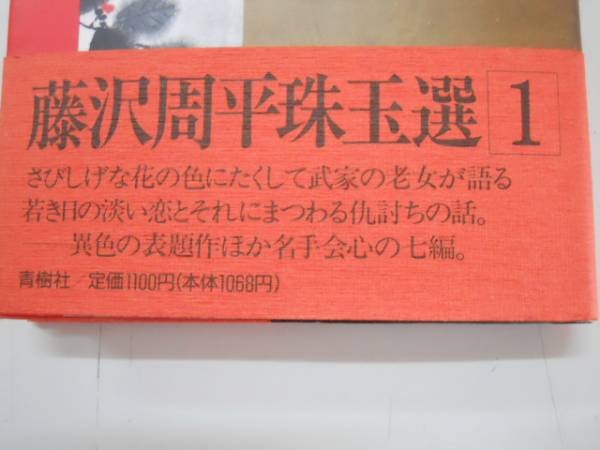 藤沢周平珠玉選 1
さびしげな花の色にたくして武家の老女が語る
若き日の淡い恋とそれにまつわる仇討ちの話。
──異色の表題作ほか名手会心の七編。
青樹社/定価1100円(本体1068円)